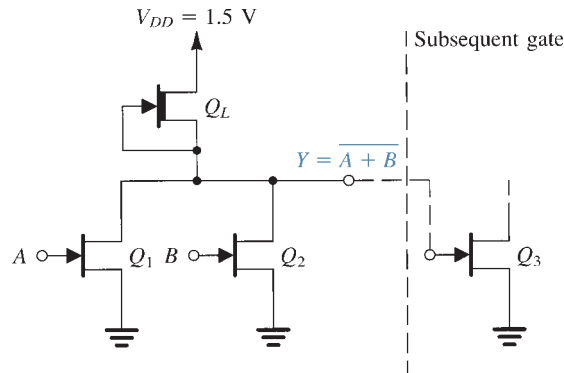 V_DD = 1.5 V
Subsequent gate
Q_L
Y = \overline{A + B}
A
Q_1
B
Q_2
Q_3